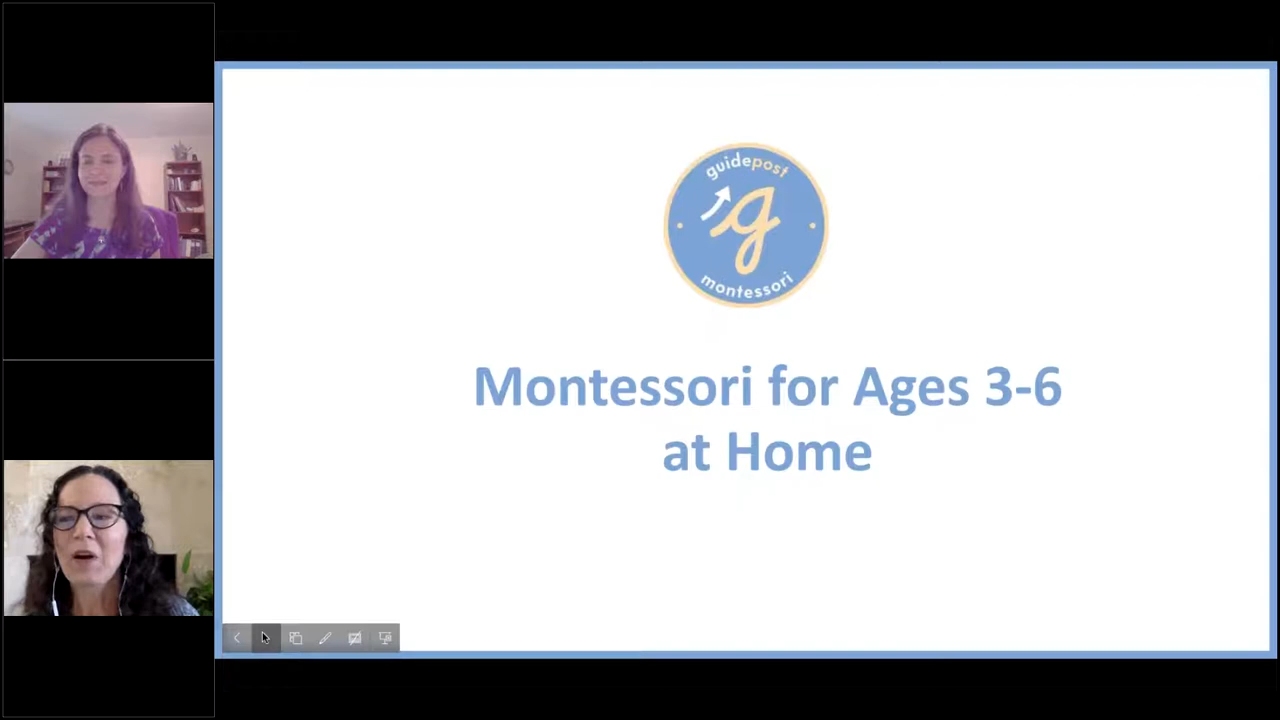 guidepost
g
montessori
Montessori for Ages 3-6
at Home